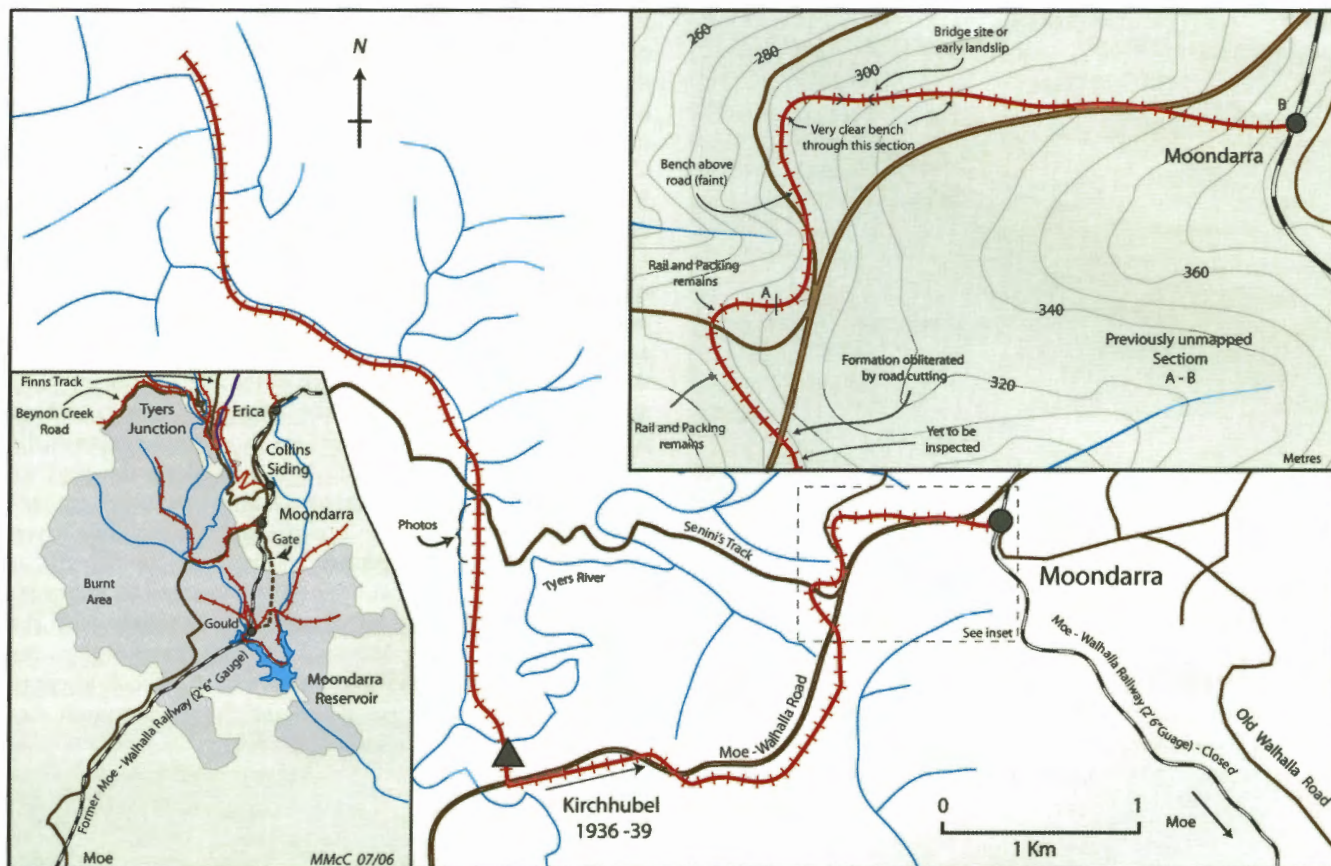 N
260
280
300
Bridge site or
early landslip
B
Very clear bench
through this section
Moondarra
Bench above
road (faint)
Rail and Packing
remains
A
360
340
Previously unmapped
Sectiom
A - B
Formation obliterated
by road cutting
320
Rail and Packing
remains
Yet to be
inspected
Metres
Finns Track
Beynon Creek
Road
Tyers
Junction
Erica
Collins
Siding
Moondarra
Gate
Burnt
Area
Gould
Moondarra
Reservoir
Former Moe - Walhalla Railway (2'6" Gauge)
Moe
MMcC 07/06
Photos
Senini's Track
Tyers River
Moondarra
See inset
Moe - Walhalla Railway (2'6"Guage) - Closed
Old Walhalla Road
Moe - Walhalla Road
Kirchhubel
1936 -39
0
1
1 Km
Moe